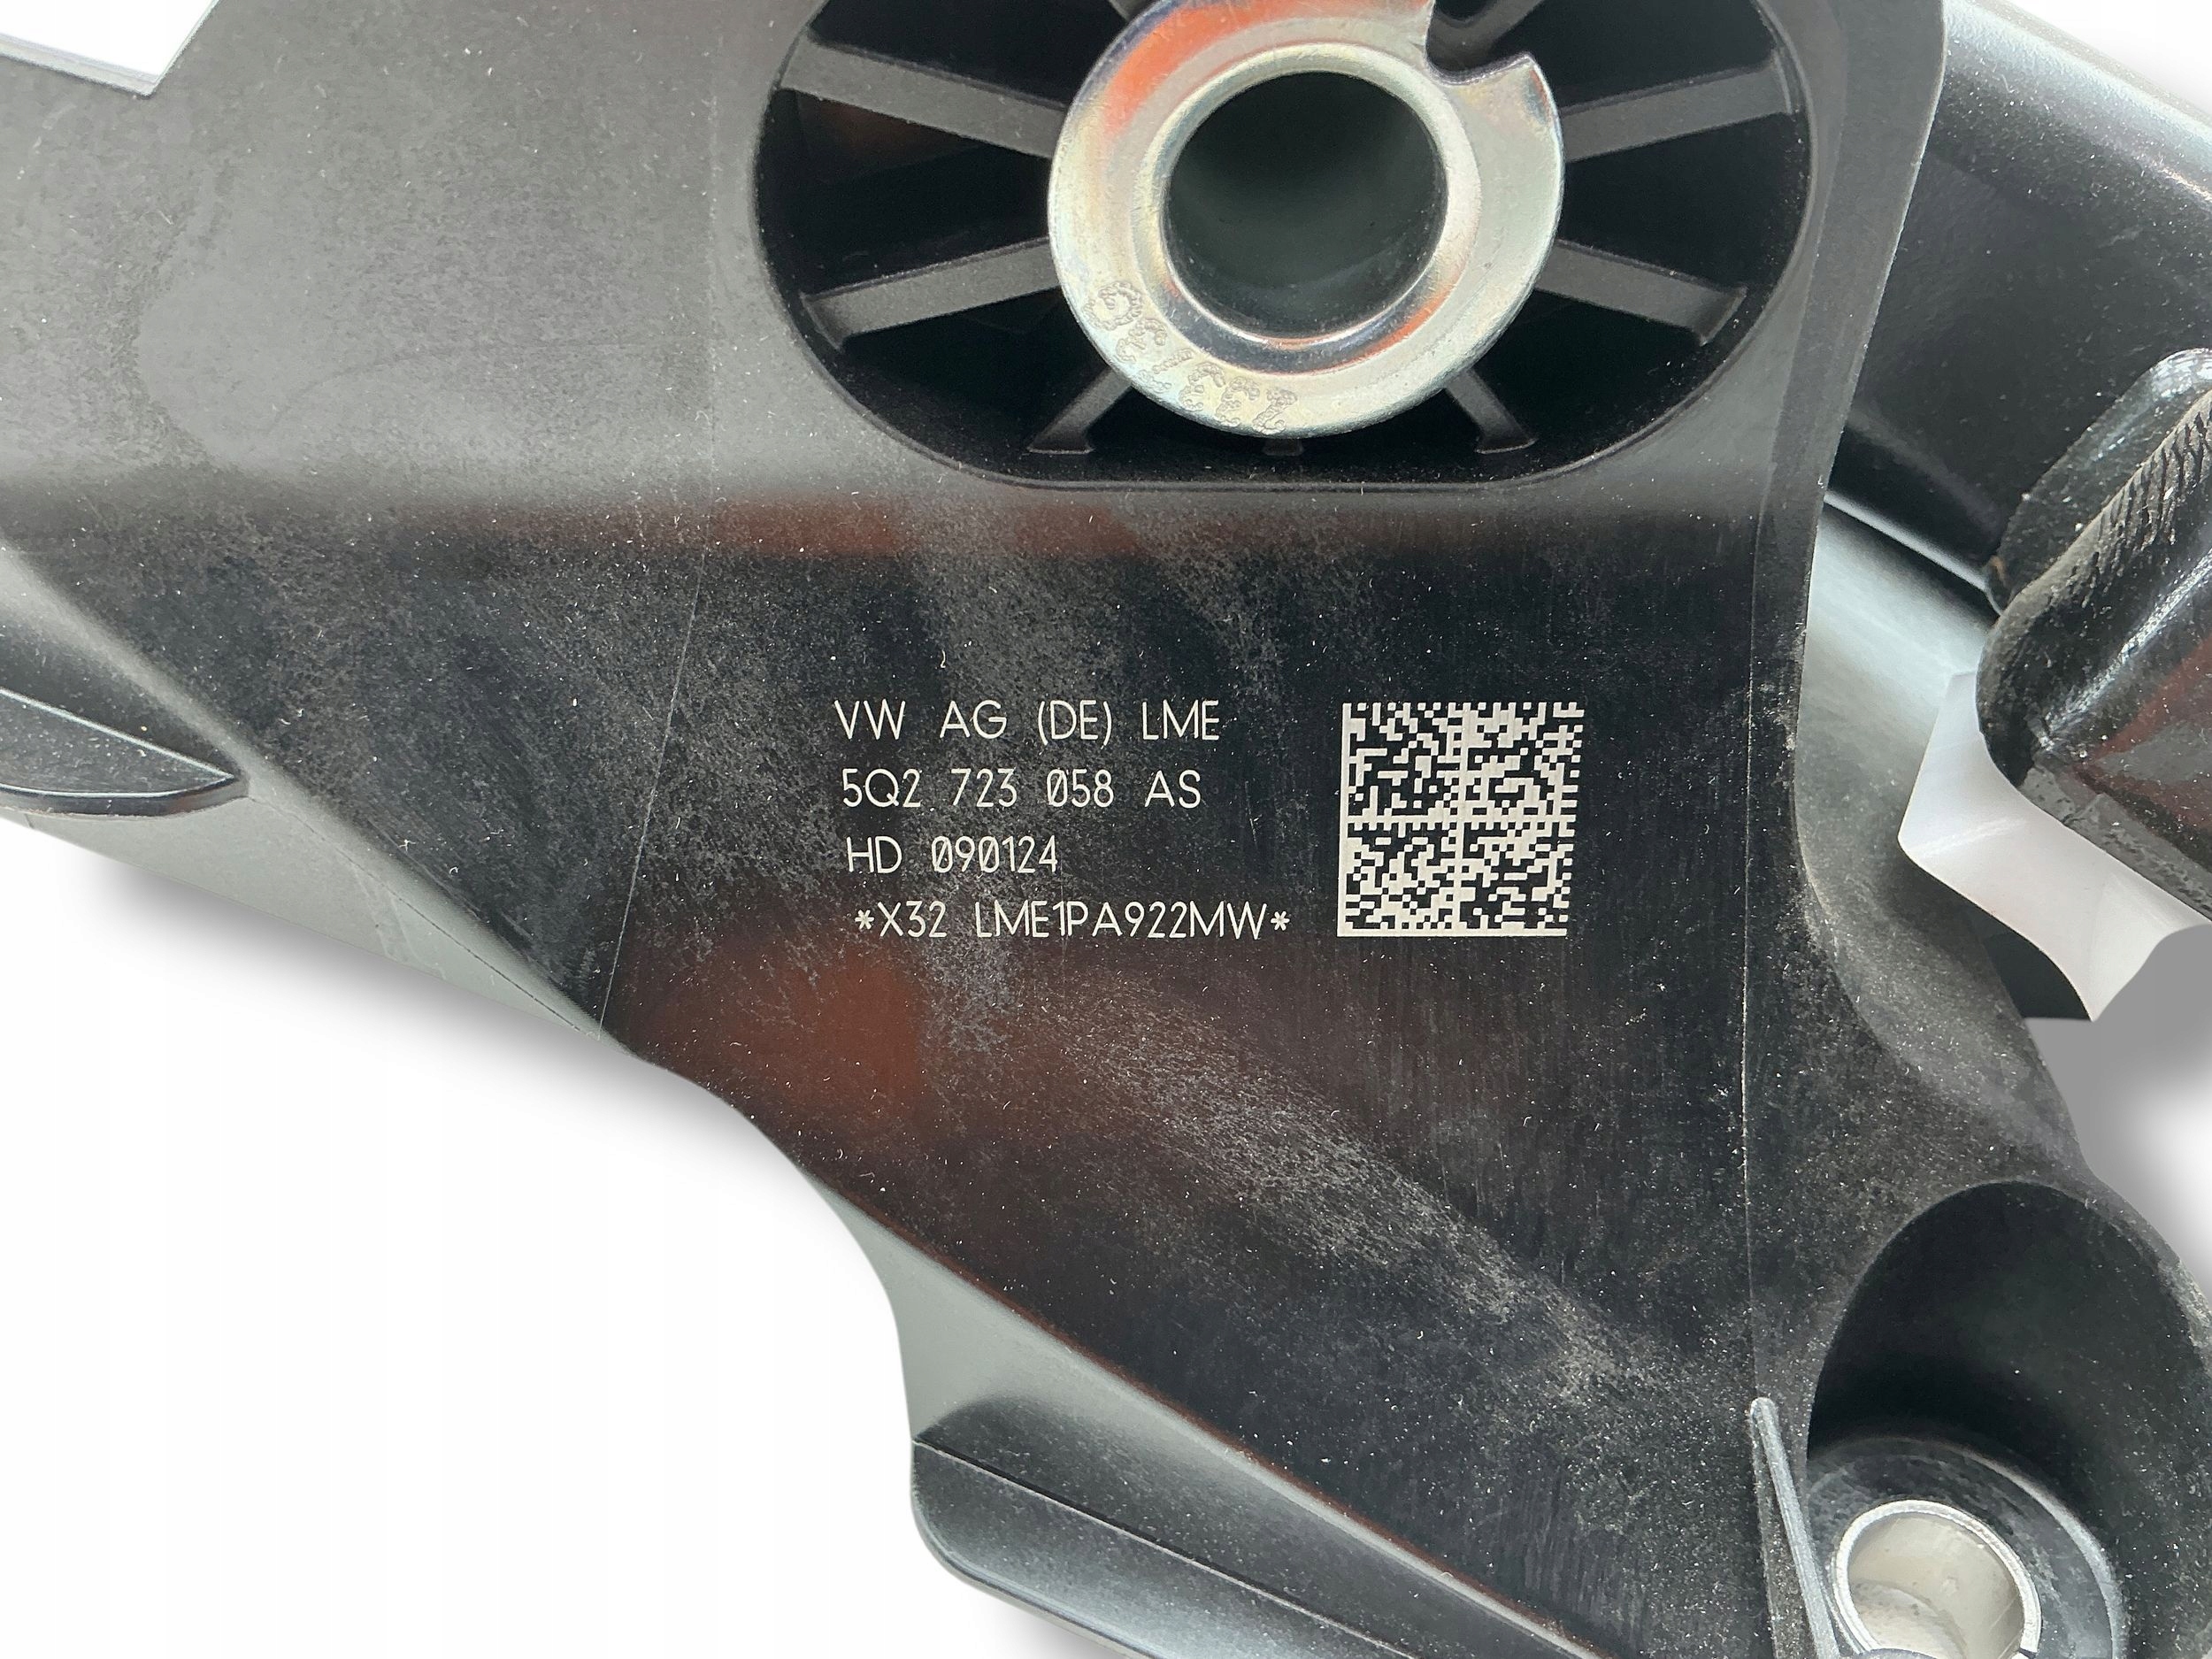 VW AG (DE) LME
5Q2 723 058 AS
HD 090124
*X32 LME1PA922MW*